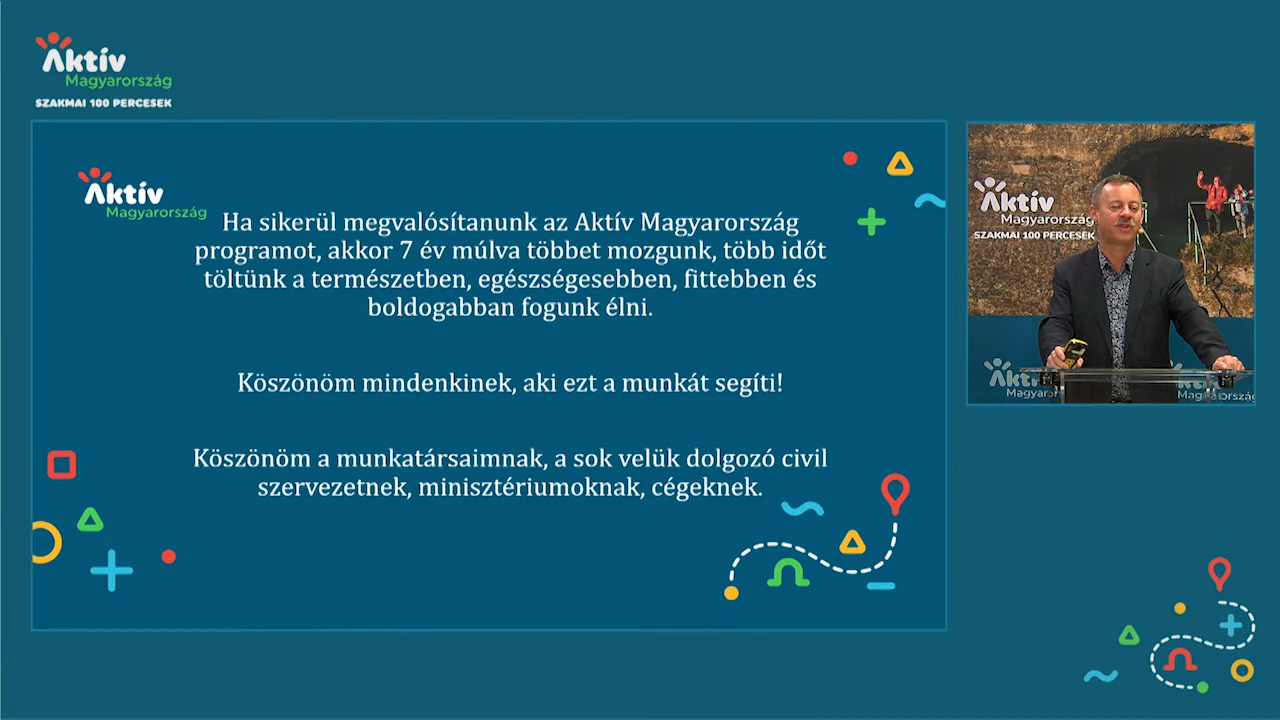 Aktív
Magyarország
SZAKMAI 100 PERCESEK
Aktív
Magyarország
Ha sikerül megvalósítanunk az Aktív Magyarország
programot, akkor 7 év múlva többet mozgunk, több időt
töltünk a természetben, egészségesebben, fittebben és
boldogabban fogunk élni.
Köszönöm mindenkinek, aki ezt a munkát segíti!
Köszönöm a munkatársaimnak, a sok velük dolgozó civil
szervezetnek, minisztériumoknak, cégeknek.
Aktív
Magyarország
SZAKMAI 100 PERCESEK
Magyarország